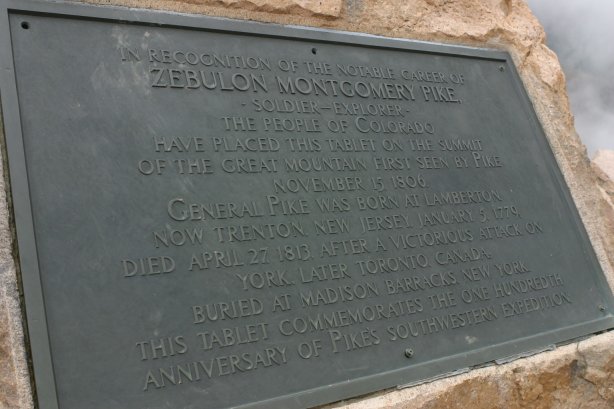 IN RECOGNITION OF THE NOTABLE CAREER OF
ZEBULON MONTGOMERY PIKE,
- SOLDIER - EXPLORER -
THE PEOPLE OF COLORADO
HAVE PLACED THIS TABLET ON THE SUMMIT
OF THE GREAT MOUNTAIN FIRST SEEN BY PIKE
NOVEMBER 15, 1806.
GENERAL PIKE WAS BORN AT LAMBERTON,
NOW TRENTON, NEW JERSEY, JANUARY 5, 1779,
DIED APRIL 27, 1813, AFTER A VICTORIOUS ATTACK ON
YORK, LATER TORONTO, CANADA.
BURIED AT MADISON BARRACKS, NEW YORK.
THIS TABLET COMMEMORATES THE ONE HUNDREDTH
ANNIVERSARY OF PIKE'S SOUTHWESTERN EXPEDITION.